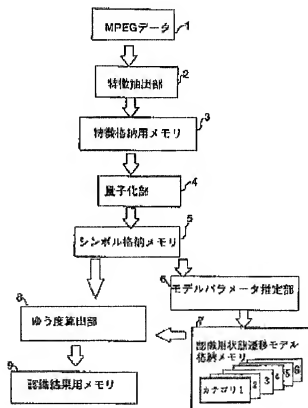 MPEGデータ
1
特徴抽出部
2
特徴格納用メモリ
3
量子化部
4
シンボル格納メモリ
5
6
モデルパラメータ指定部
7
認識用状態遷移モデル
格納メモリ
カテゴリ 1
2
3
4
5
6
8
ゆう度算出部
9
認識結果用メモリ